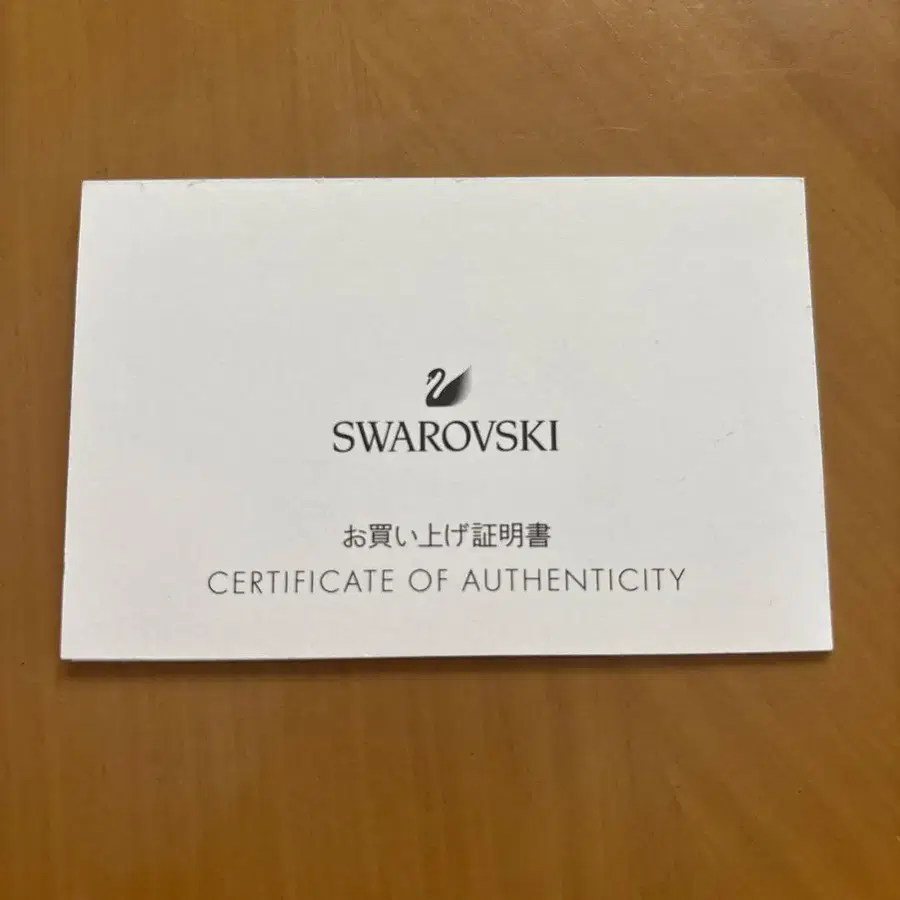 SWAROVSKI
お買い上げ証明書
CERTIFICATE OF AUTHENTICITY